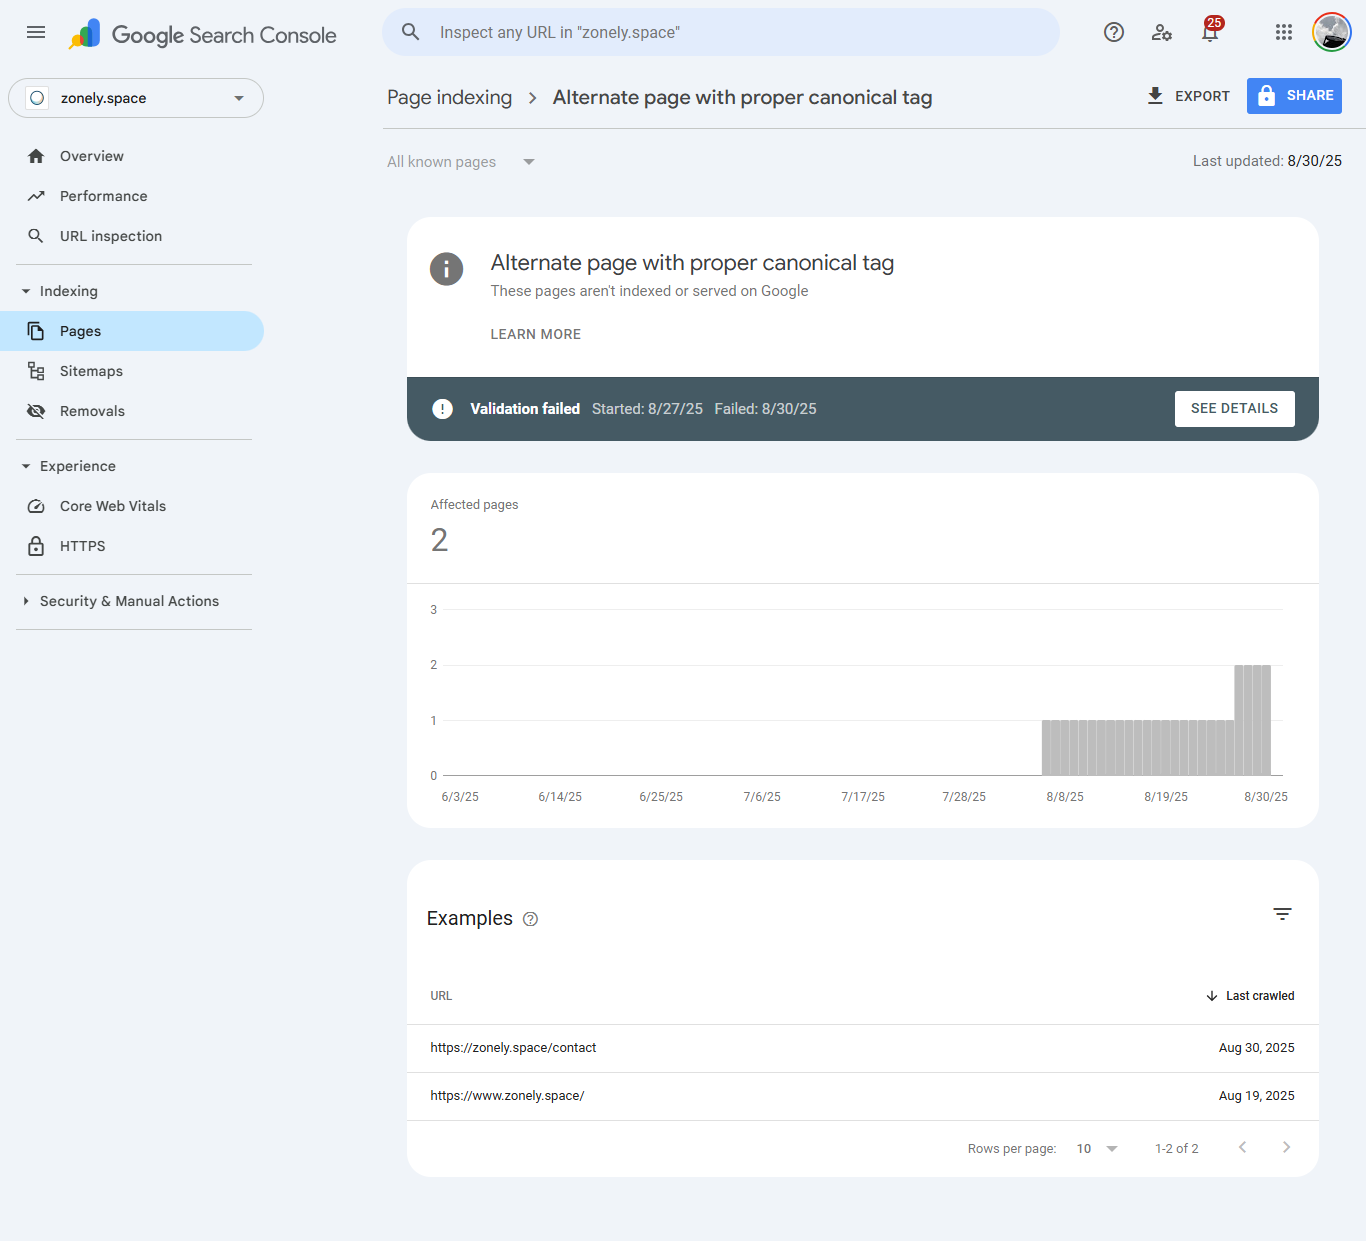 Google Search Console
Inspect any URL in "zonely.space"
25
zonely.space
Page indexing > Alternate page with proper canonical tag
EXPORT
SHARE
All known pages
Last updated: 8/30/25
Overview
Performance
URL inspection
Indexing
Pages
Sitemaps
Removals
Experience
Core Web Vitals
HTTPS
Security & Manual Actions
Alternate page with proper canonical tag
These pages aren't indexed or served on Google
LEARN MORE
Validation failed Started: 8/27/25 Failed: 8/30/25
SEE DETAILS
Affected pages
2
3
2
1
0
6/3/25 6/14/25 6/25/25 7/6/25 7/17/25 7/28/25 8/8/25 8/19/25 8/30/25
Examples
URL Last crawled
https://zonely.space/contact Aug 30, 2025
https://www.zonely.space/ Aug 19, 2025
Rows per page: 10 1-2 of 2